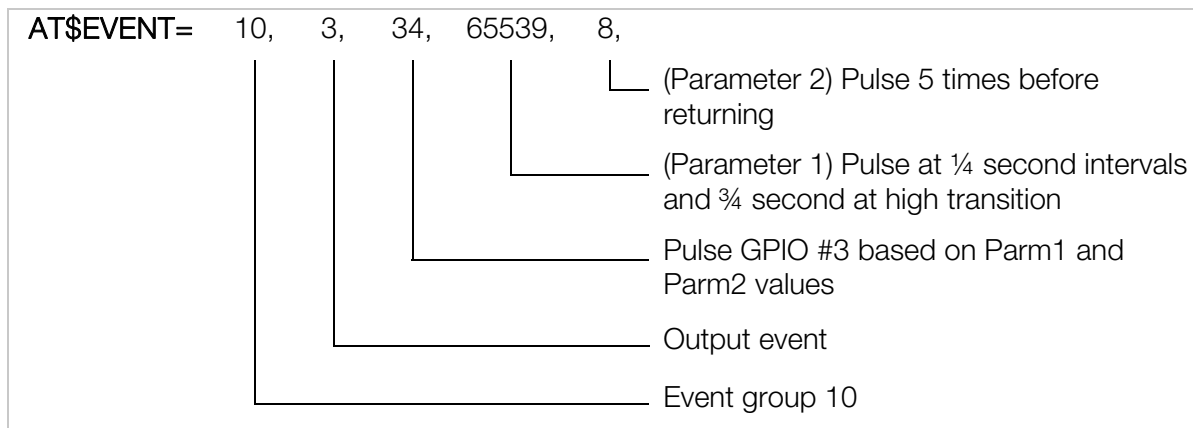 AT$EVENT= 10, 3, 34, 65539, 8,
(Parameter 2) Pulse 5 times before
returning
(Parameter 1) Pulse at ¼ second intervals
and ¾ second at high transition
Pulse GPIO #3 based on Parm1 and
Parm2 values
Output event
Event group 10